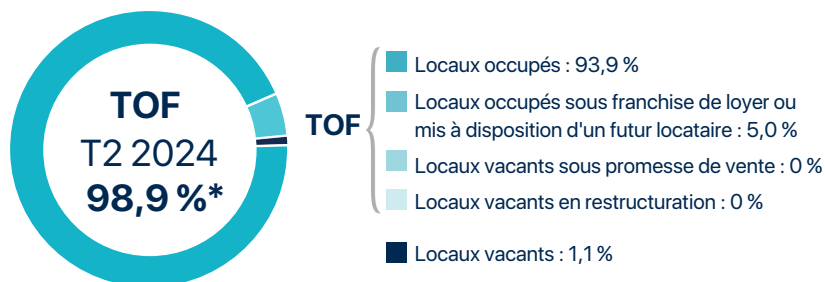 TOF
T2 2024
98,9 %*
TOF
Locaux occupés : 93,9 %
Locaux occupés sous franchise de loyer ou
mis à disposition d'un futur locataire : 5,0 %
Locaux vacants sous promesse de vente : 0 %
Locaux vacants en restructuration : 0 %
Locaux vacants : 1,1 %